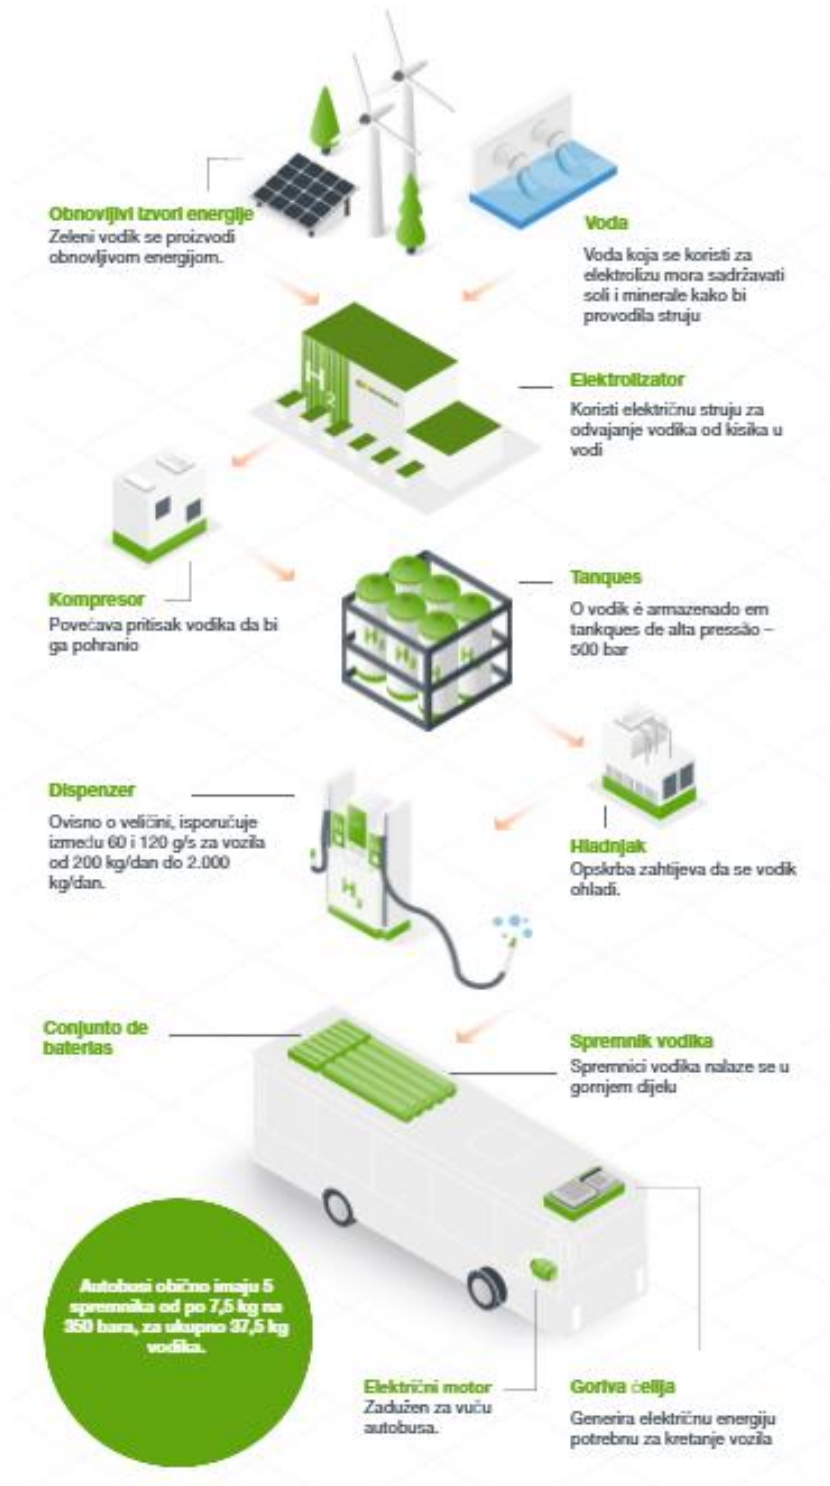 Obnovljivi izvori energije
Zeleni vodik se proizvodi
obnovljivom energijom.
Voda
Voda koja se koristi za
elektrolizu mora sadržavati
soli i minerale kako bi
provodila struju
H2
Elektrolizator
Koristi električnu struju za
odvajanje vodika od kisika u
vodi
Kompresor
Povećava pritisak vodika da bi
ga pohranio
Tanques
O vodik é armazenado em
tankques de alta pressão –
500 bar
H2
H2
H
Dispenzer
Ovisno o veličini, isporučuje
između 60 i 120 g/s za vozila
od 200 kg/dan do 2.000
kg/dan.
H2
Hladnjak
Opskrba zahtijeva da se vodik
ohladi.
Conjunto de
baterias
Spremnik vodika
Spremnici vodika nalaze se u
gornjem dijelu
Autobusi obično imaju 5
spremnika od po 7,5 kg na
350 bara, za ukupno 37,5 kg
vodika.
Električni motor
Zadužen za vuču
autobusa.
Goriva ćelija
Generira električnu energiju
potrebnu za kretanje vozila